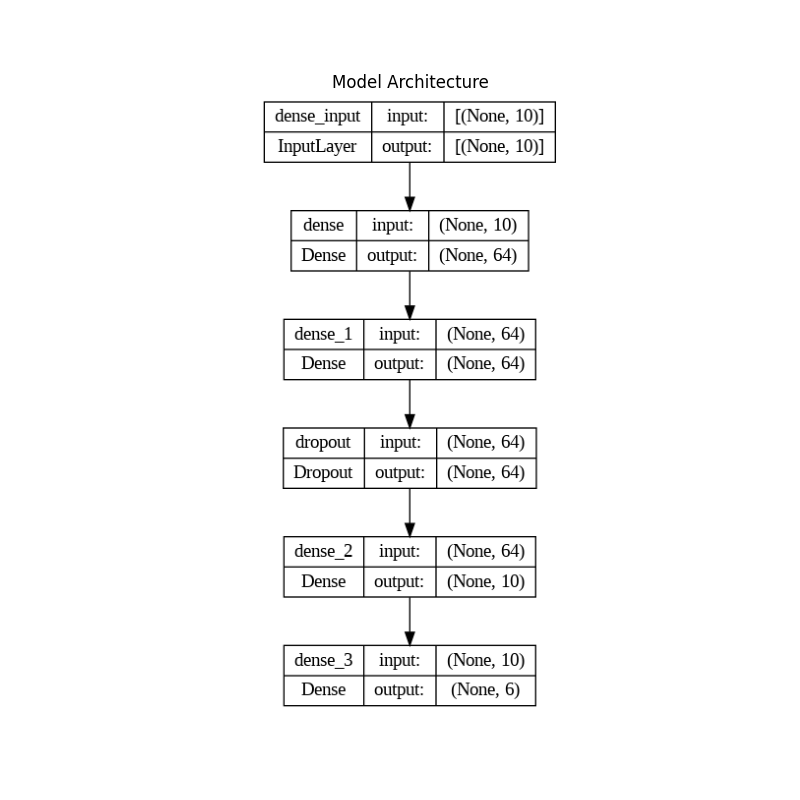 Model Architecture
dense_input input: [(None, 10)]
InputLayer output: [(None, 10)]
dense input: (None, 10)
Dense output: (None, 64)
dense_1 input: (None, 64)
Dense output: (None, 64)
dropout input: (None, 64)
Dropout output: (None, 64)
dense_2 input: (None, 64)
Dense output: (None, 10)
dense_3 input: (None, 10)
Dense output: (None, 6)